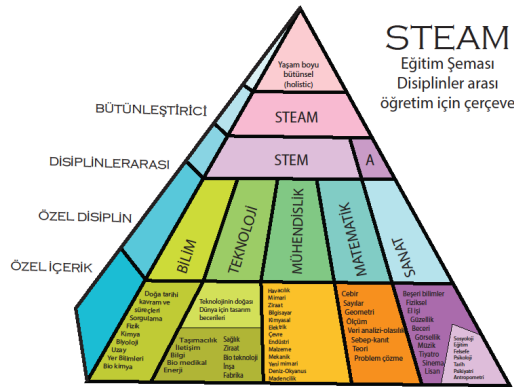 STEAM
Eğitim Şeması
Disiplinler arası
öğretim için çerçeve
Yaşam boyu
bütünsel
(holistic)
BÜTÜNLEŞTİRİCİ
STEAM
DİSİPLİNLERARASI
STEM
A
ÖZEL DİSİPLİN
BİLİM
TEKNOLOJİ
MÜHENDİSLİK
MATEMATİK
SANAT
ÖZEL İÇERİK
Doğa tarihi
kavram ve
süreçleri
Sorgulama
Fizik
Kimya
Biyoloji
Uzay
Yer Bilimleri
Bio kimya
Teknolojinin doğası
Dünya için tasarım
becerileri
Taşımacılık
İletişim
Bilgi
Bio medikal
Enerji
Sağlık
Ziraat
Bio teknoloji
İnşa
Fabrika
Havacılık
Mimari
Ziraat
Bilgisayar
Kimyasal
Elektrik
Çevre
Endüstri
Malzeme
Mekanik
Yeni mimari
Deniz-Okyanus
Madencilik
Cebir
Sayılar
Geometri
Ölçüm
Veri analizi-olasılık
Sebep-kanıt
Teori
Problem çözme
Beşeri bilimler
Fiziksel
El işi
Güzellik
Beceri
Görsellik
Müzik
Tiyatro
Sinema
Lisan
Sosyoloji
Eğitim
Felsefe
Psikoloji
Tarih
Psikiyatri
Antropometri